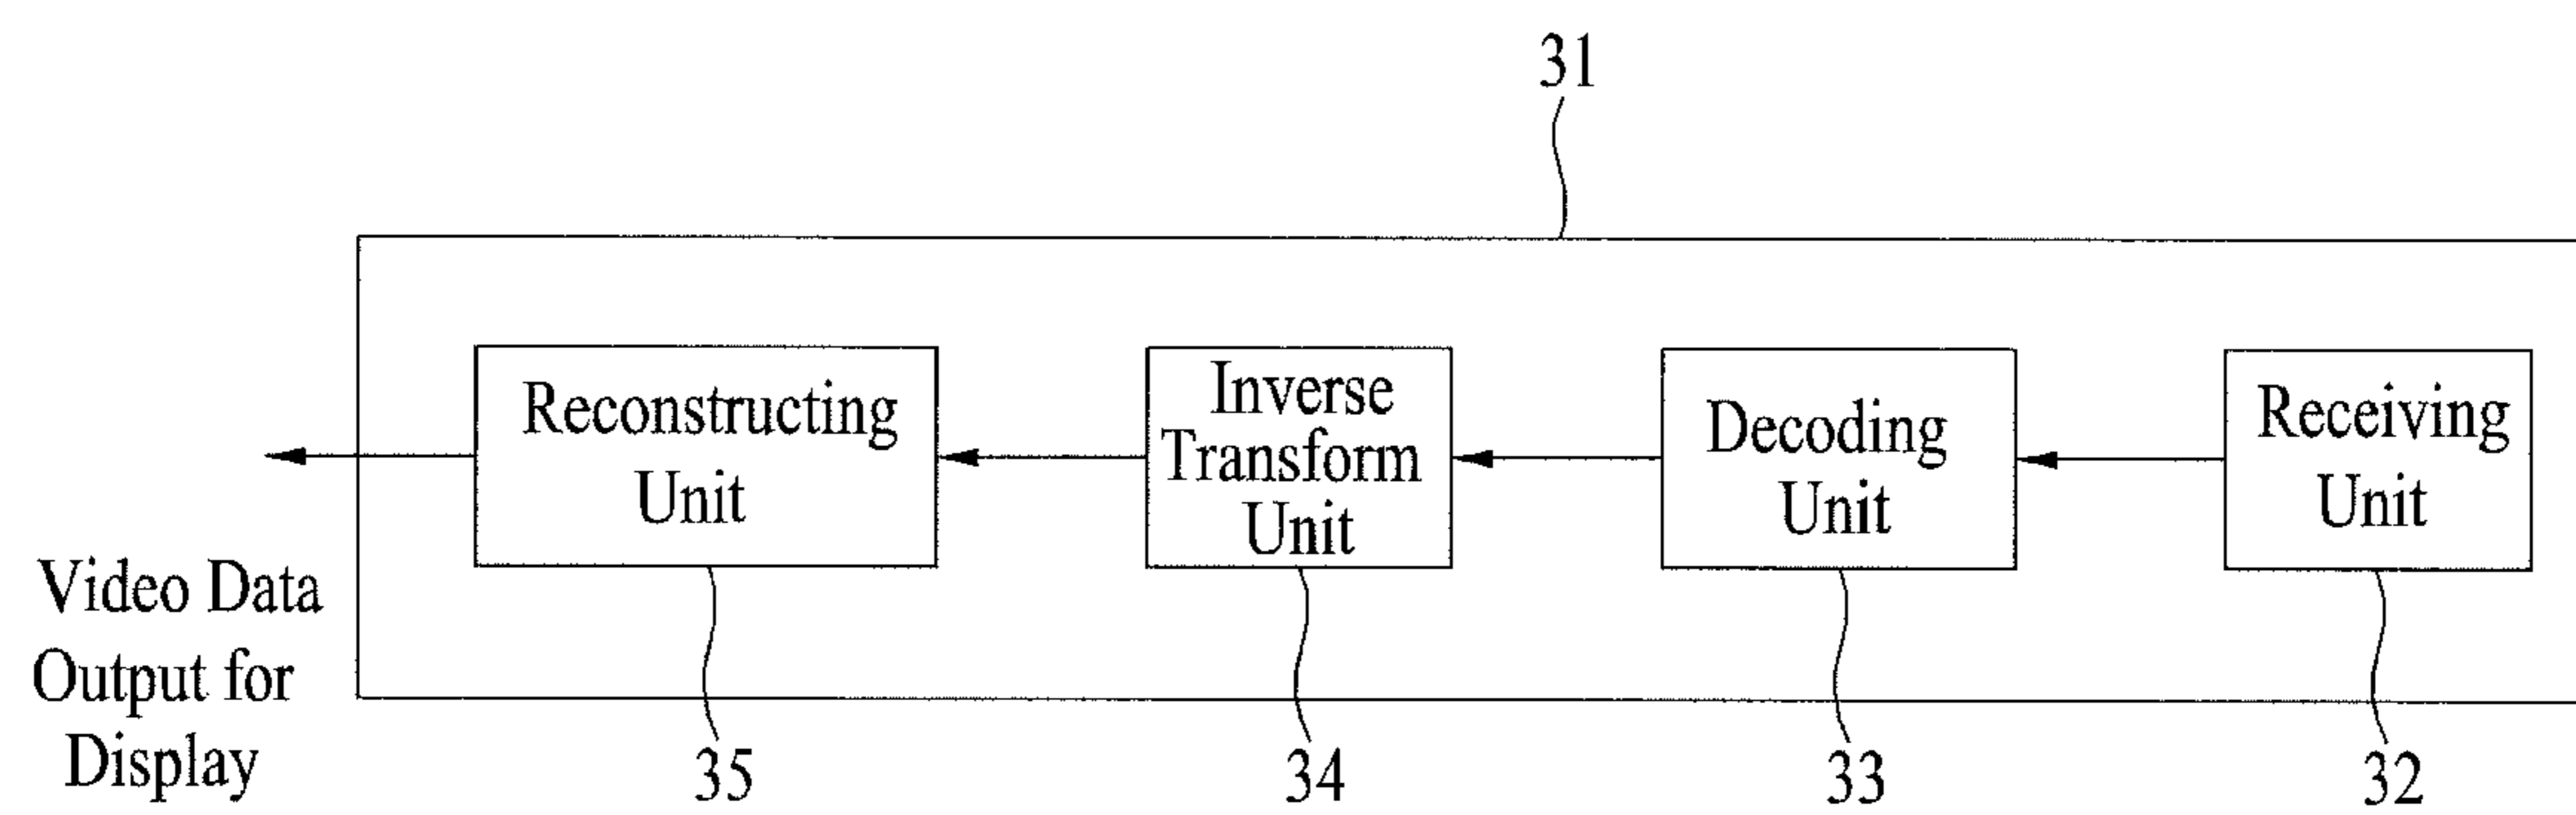 31
Reconstructing
Unit
Inverse
Transform
Unit
Decoding
Unit
Receiving
Unit
Video Data
Output for
Display
35
34
33
32